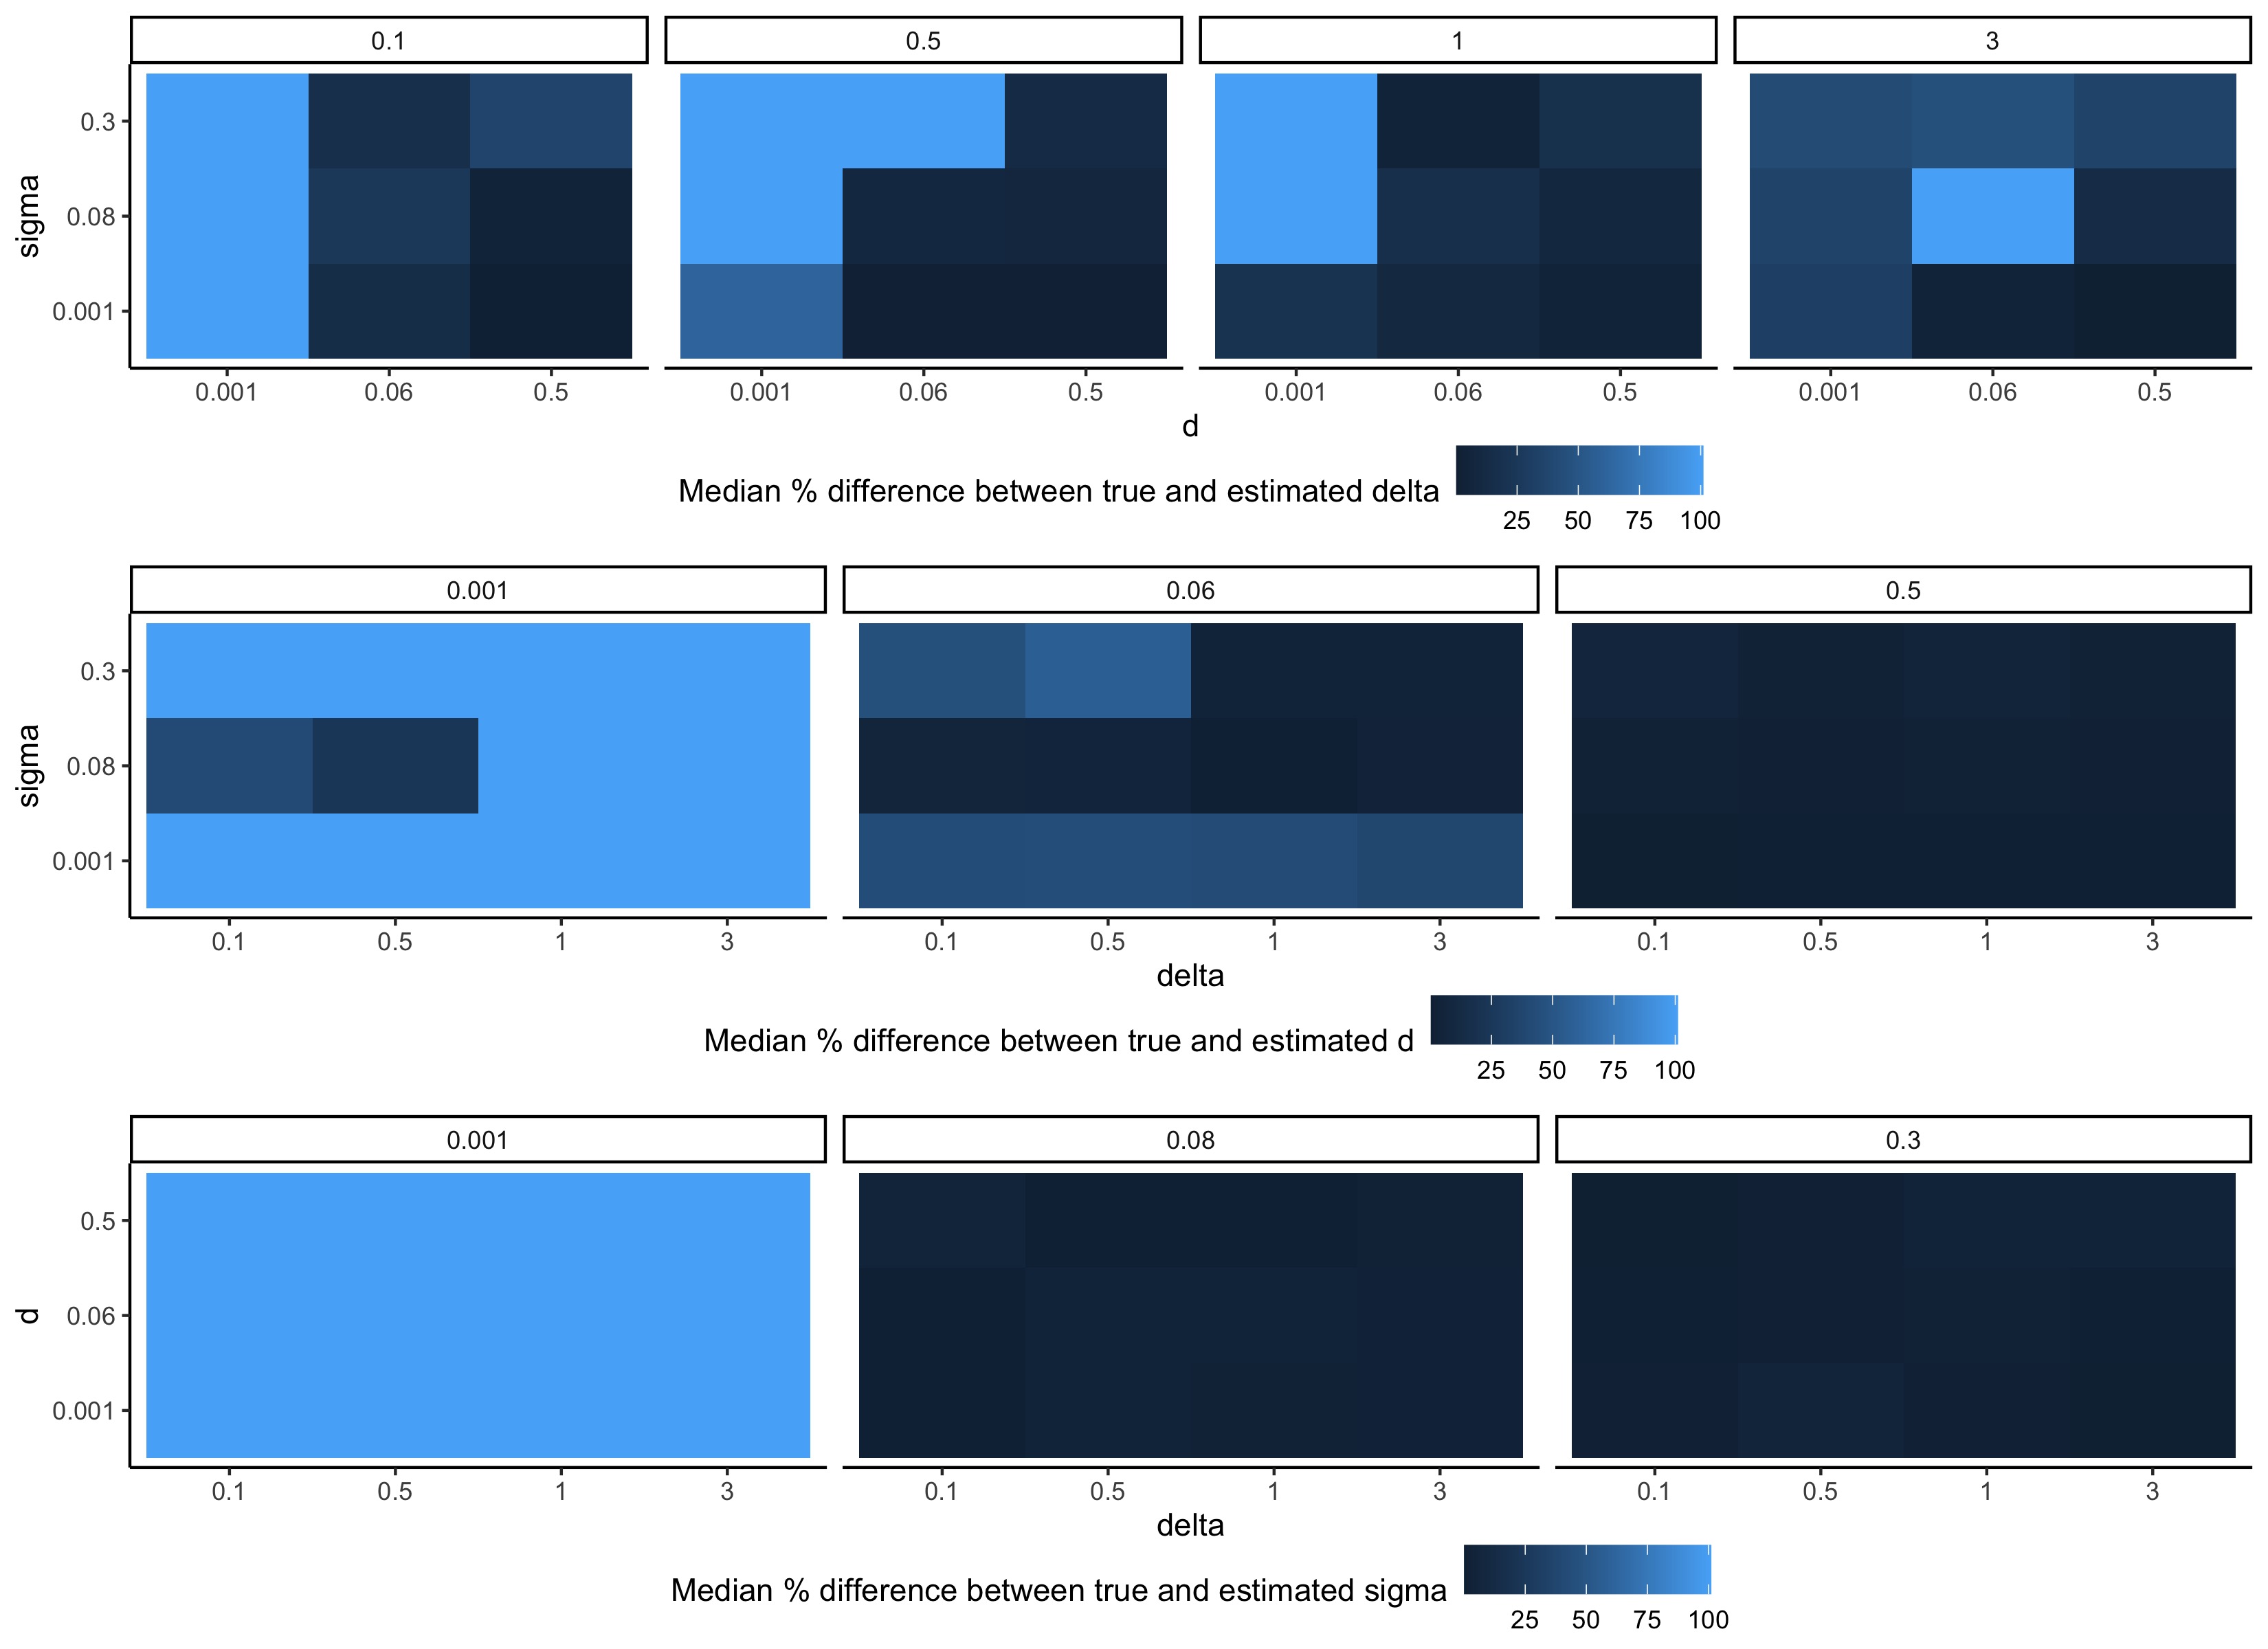 0.1 0.5 1 3
0.3
0.08
0.001
sigma
0.001 0.06 0.5 0.001 0.06 0.5 0.001 0.06 0.5 0.001 0.06 0.5
d
Median % difference between true and estimated delta
25 50 75 100
0.001 0.06 0.5
0.3
0.08
0.001
sigma
0.1 0.5 1 3 0.1 0.5 1 3 0.1 0.5 1 3
delta
Median % difference between true and estimated d
25 50 75 100
0.001 0.08 0.3
0.5
0.06
0.001
d
0.1 0.5 1 3 0.1 0.5 1 3 0.1 0.5 1 3
delta
Median % difference between true and estimated sigma
25 50 75 100